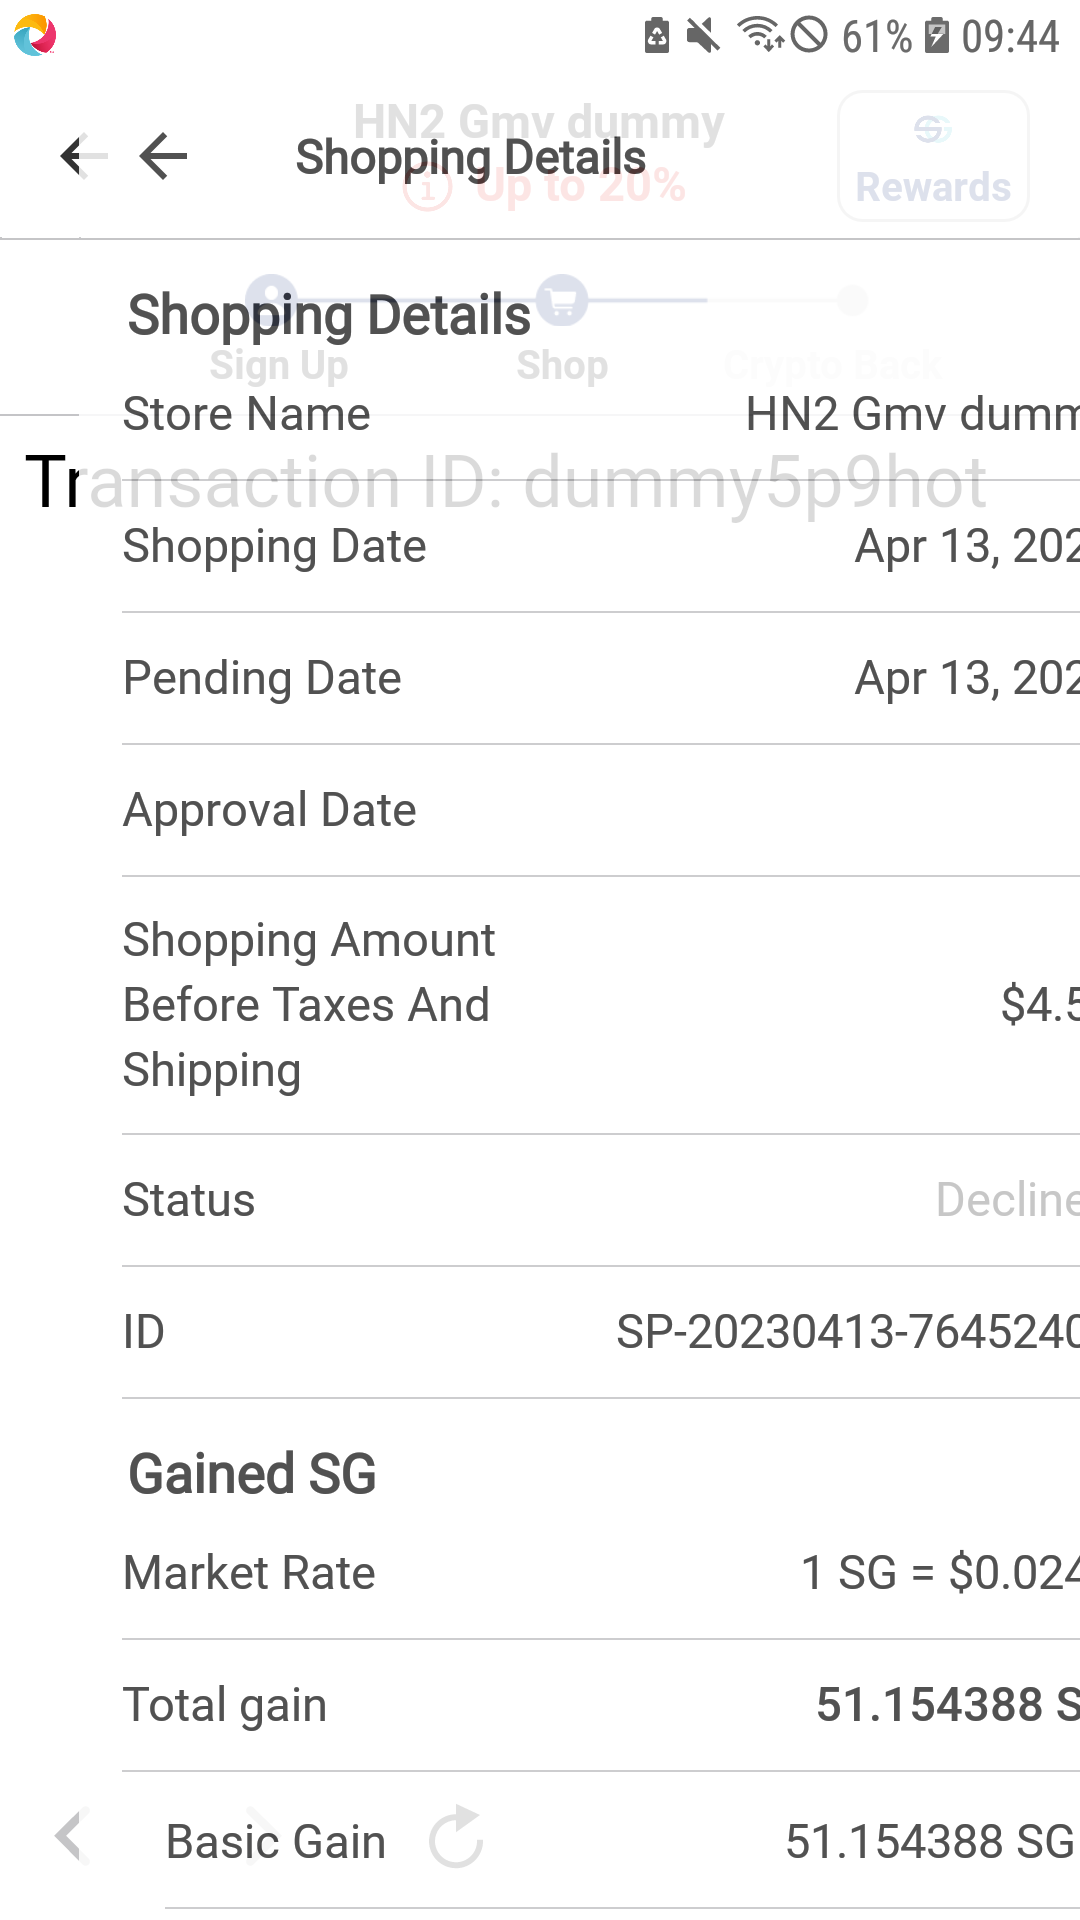 61% 09:44
HN2 Gmv dummy
Shopping Details
Up to 20%
Rewards
Shopping Details
Sign Up Shop Crypto Back
Store Name HN2 Gmv dumm
Transaction ID: dummy5p9hot
Shopping Date Apr 13, 202
Pending Date Apr 13, 202
Approval Date
Shopping Amount
Before Taxes And $4.5
Shipping
Status Decline
ID SP-20230413-7645240
Gained SG
Market Rate 1 SG = $0.024
Total gain 51.154388 S
Basic Gain 51.154388 SG